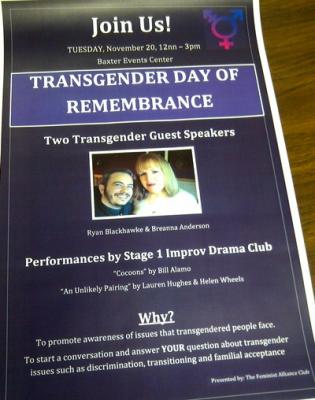 Join Us!
TUESDAY, November 20, 12nn – 3pm
Baxter Events Center
TRANSGENDER DAY OF
REMEMBRANCE
Two Transgender Guest Speakers
Ryan Blackhawke & Breanna Anderson
Performances by Stage 1 Improv Drama Club
"Cocoons" by Bill Alamo
"An Unlikely Pairing" by Lauren Hughes & Helen Wheels
Why?
To promote awareness of issues that transgendered people face.
To start a conversation and answer YOUR question about transgender
issues such as discrimination, transitioning and familial acceptance
Presented by: The Feminist Alliance Club